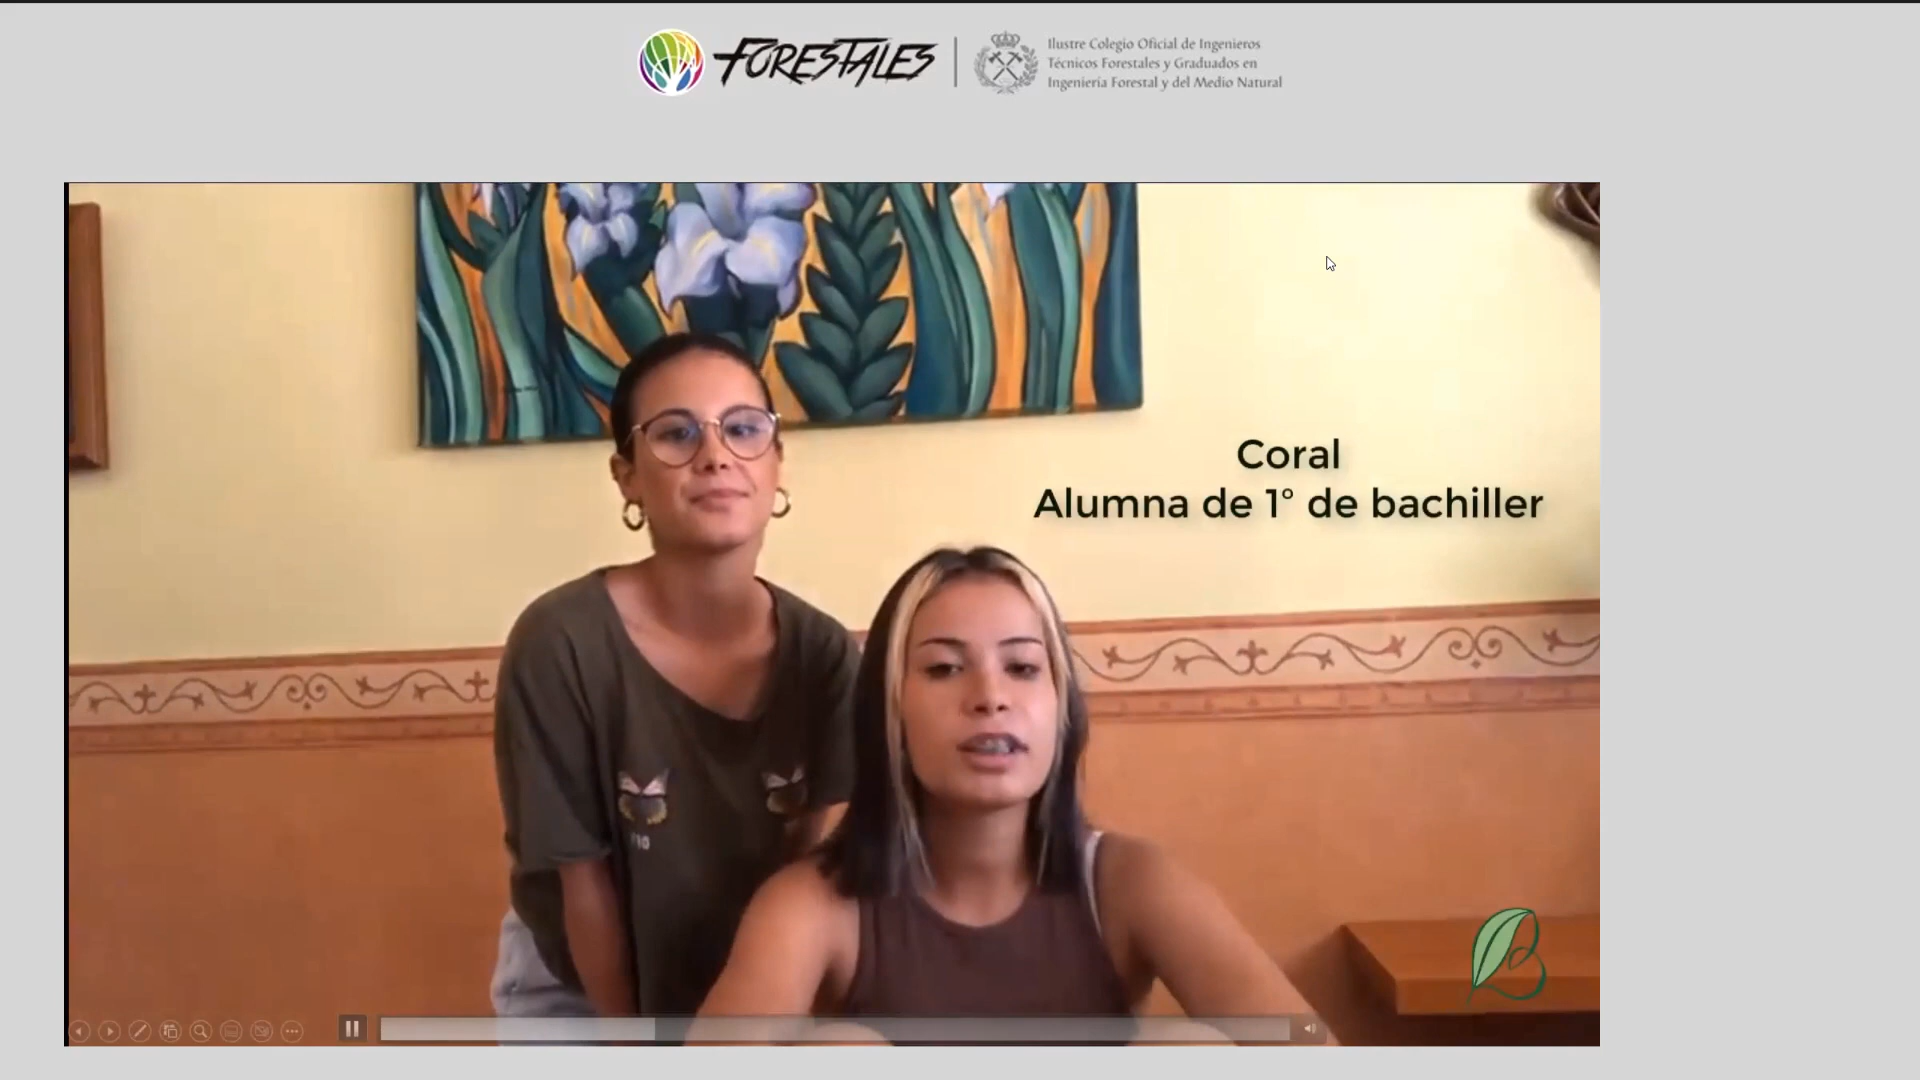 FORESTALES
Ilustre Colegio Oficial de Ingenieros
Técnicos Forestales y Graduados en
Ingeniería Forestal y del Medio Natural
Coral
Alumna de 1º de bachiller